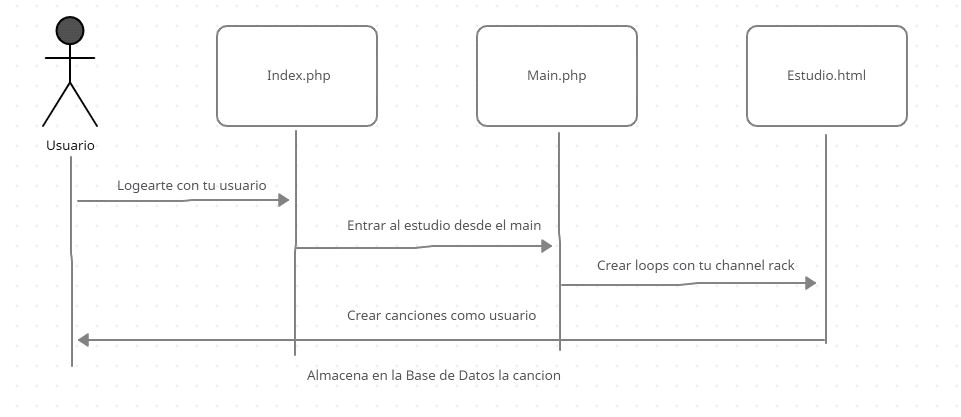 Index.php
Main.php
Estudio.html
Usuario
Logearte con tu usuario
Entrar al estudio desde el main
Crear loops con tu channel rack
Crear canciones como usuario
Almacena en la Base de Datos la cancion